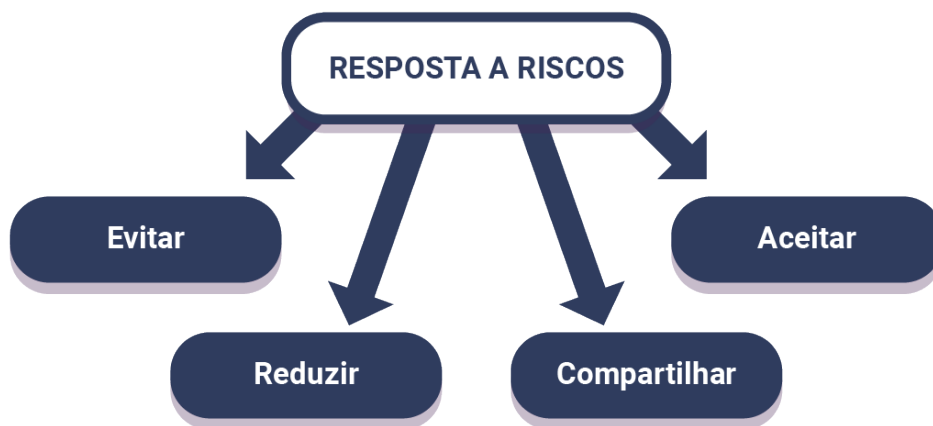 RESPOSTA A RISCOS
Evitar
Aceitar
Reduzir
Compartilhar